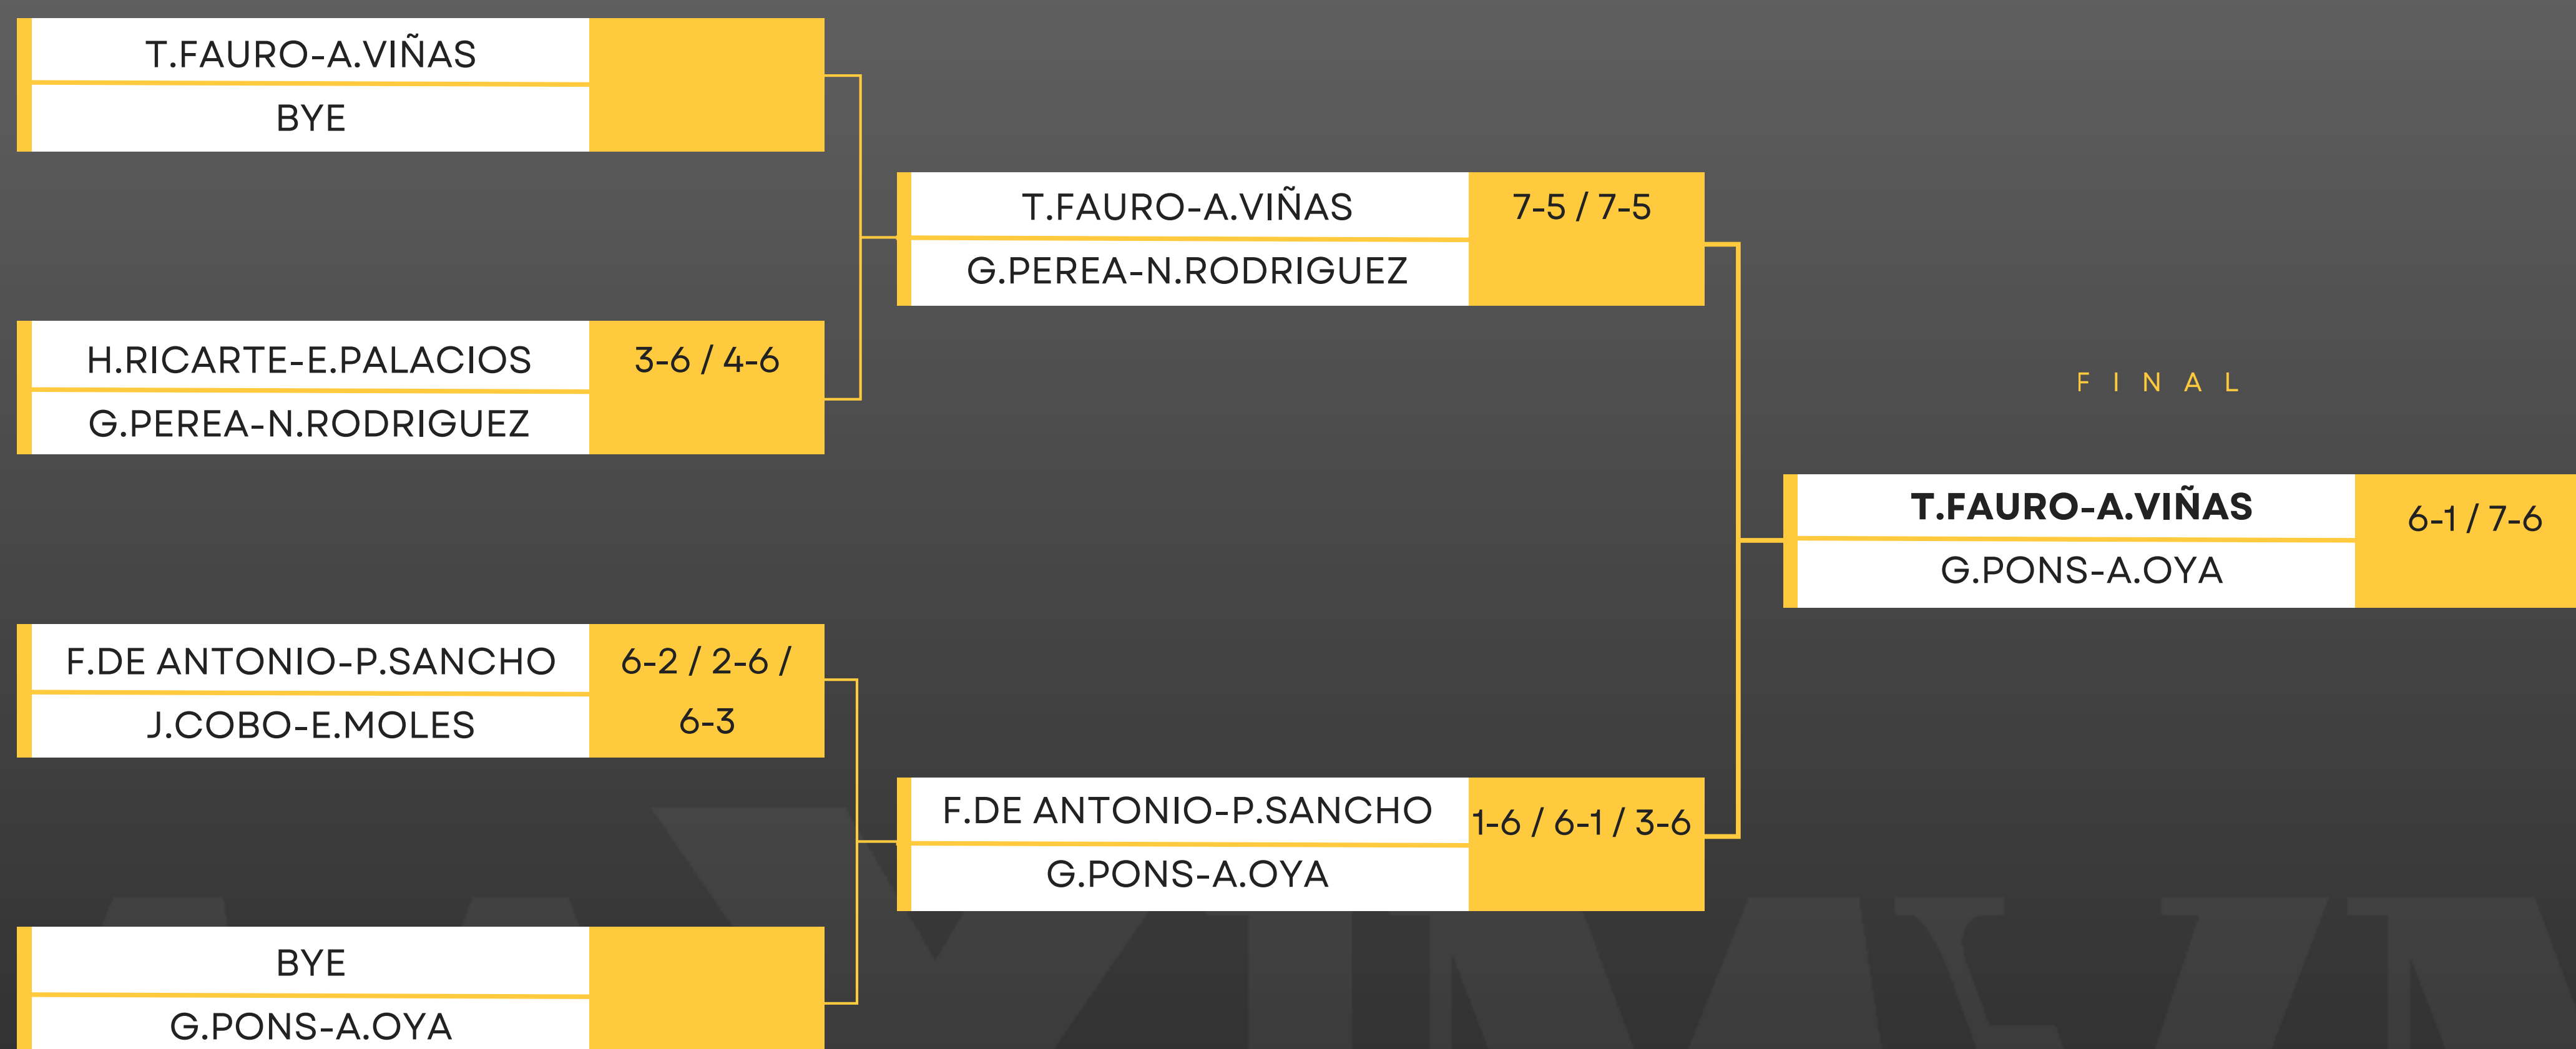 T.FAURO-A.VIÑAS
BYE
H.RICARTE-E.PALACIOS
3-6 / 4-6
G.PEREA-N.RODRIGUEZ
F.DE ANTONIO-P.SANCHO
6-2 / 2-6 /
J.COBO-E.MOLES
6-3
BYE
G.PONS-A.OYA
T.FAURO-A.VIÑAS
7-5 / 7-5
G.PEREA-N.RODRIGUEZ
F.DE ANTONIO-P.SANCHO
1-6 / 6-1 / 3-6
G.PONS-A.OYA
FINAL
T.FAURO-A.VIÑAS
6-1 / 7-6
G.PONS-A.OYA